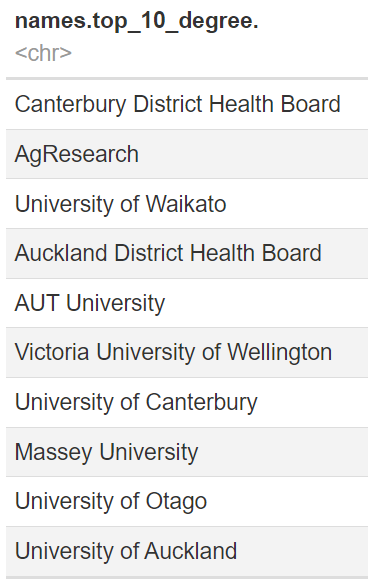 names.top_10_degree.
<chr>
Canterbury District Health Board
AgResearch
University of Waikato
Auckland District Health Board
AUT University
Victoria University of Wellington
University of Canterbury
Massey University
University of Otago
University of Auckland